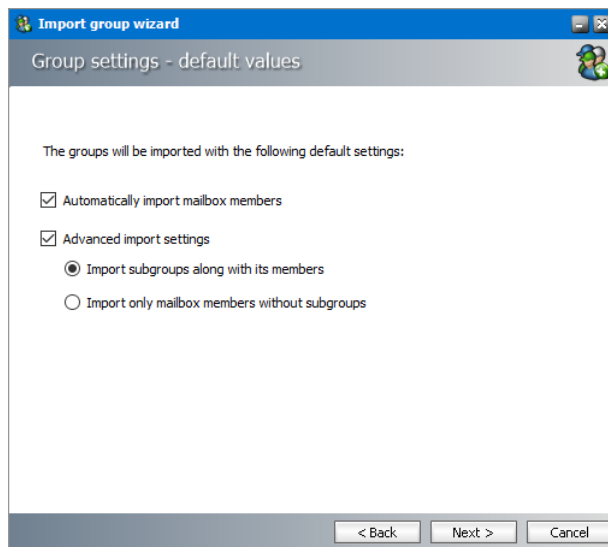 Import group wizard
Group settings - default values
The groups will be imported with the following default settings:
Automatically import mailbox members
Advanced import settings
Import subgroups along with its members
Import only mailbox members without subgroups
< Back Next > Cancel